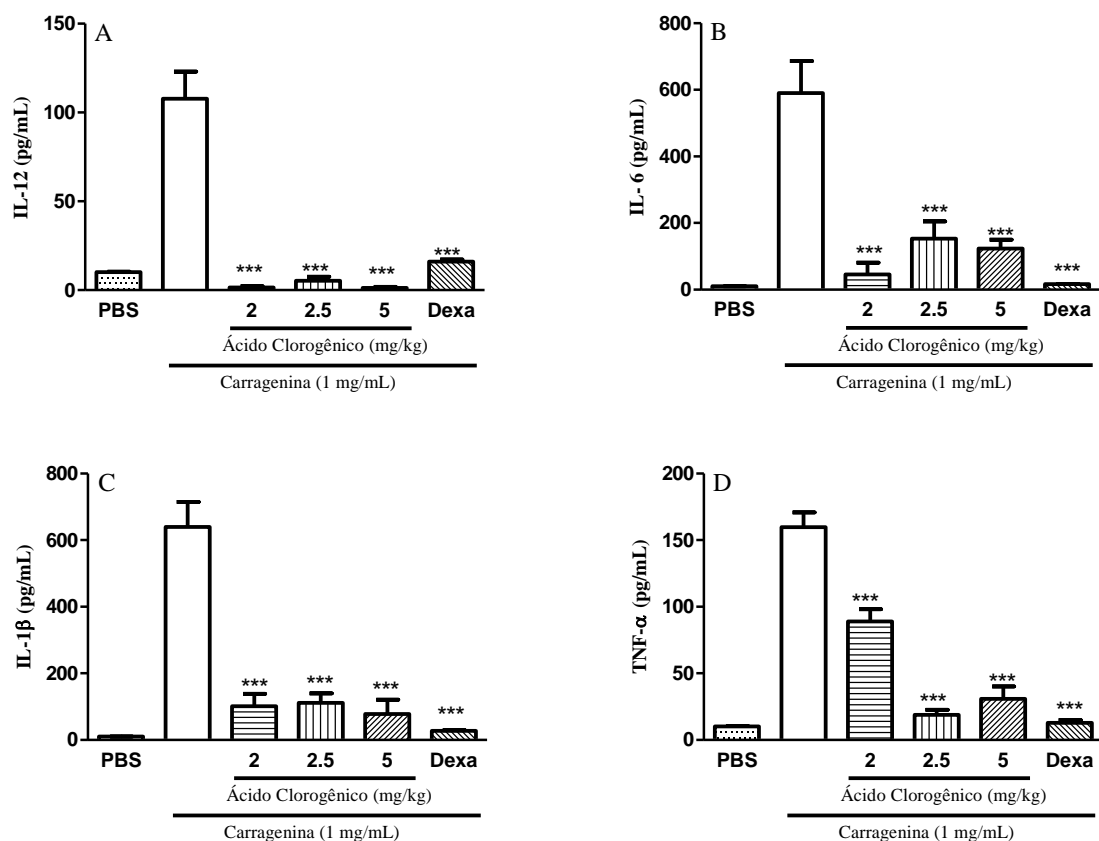 A
IL-12 (pg/mL)
150
100
50
0
***
***
***
***
PBS
2
2.5
5
Dexa
Ácido Clorogênico (mg/kg)
Carragenina (1 mg/mL)
B
IL- 6 (pg/mL)
800
600
400
200
0
***
***
***
***
PBS
2
2.5
5
Dexa
Ácido Clorogênico (mg/kg)
Carragenina (1 mg/mL)
C
IL-1β (pg/mL)
800
600
400
200
0
***
***
***
***
PBS
2
2.5
5
Dexa
Ácido Clorogênico (mg/kg)
Carragenina (1 mg/mL)
D
TNF-α (pg/mL)
200
150
100
50
0
***
***
***
***
PBS
2
2.5
5
Dexa
Ácido Clorogênico (mg/kg)
Carragenina (1 mg/mL)